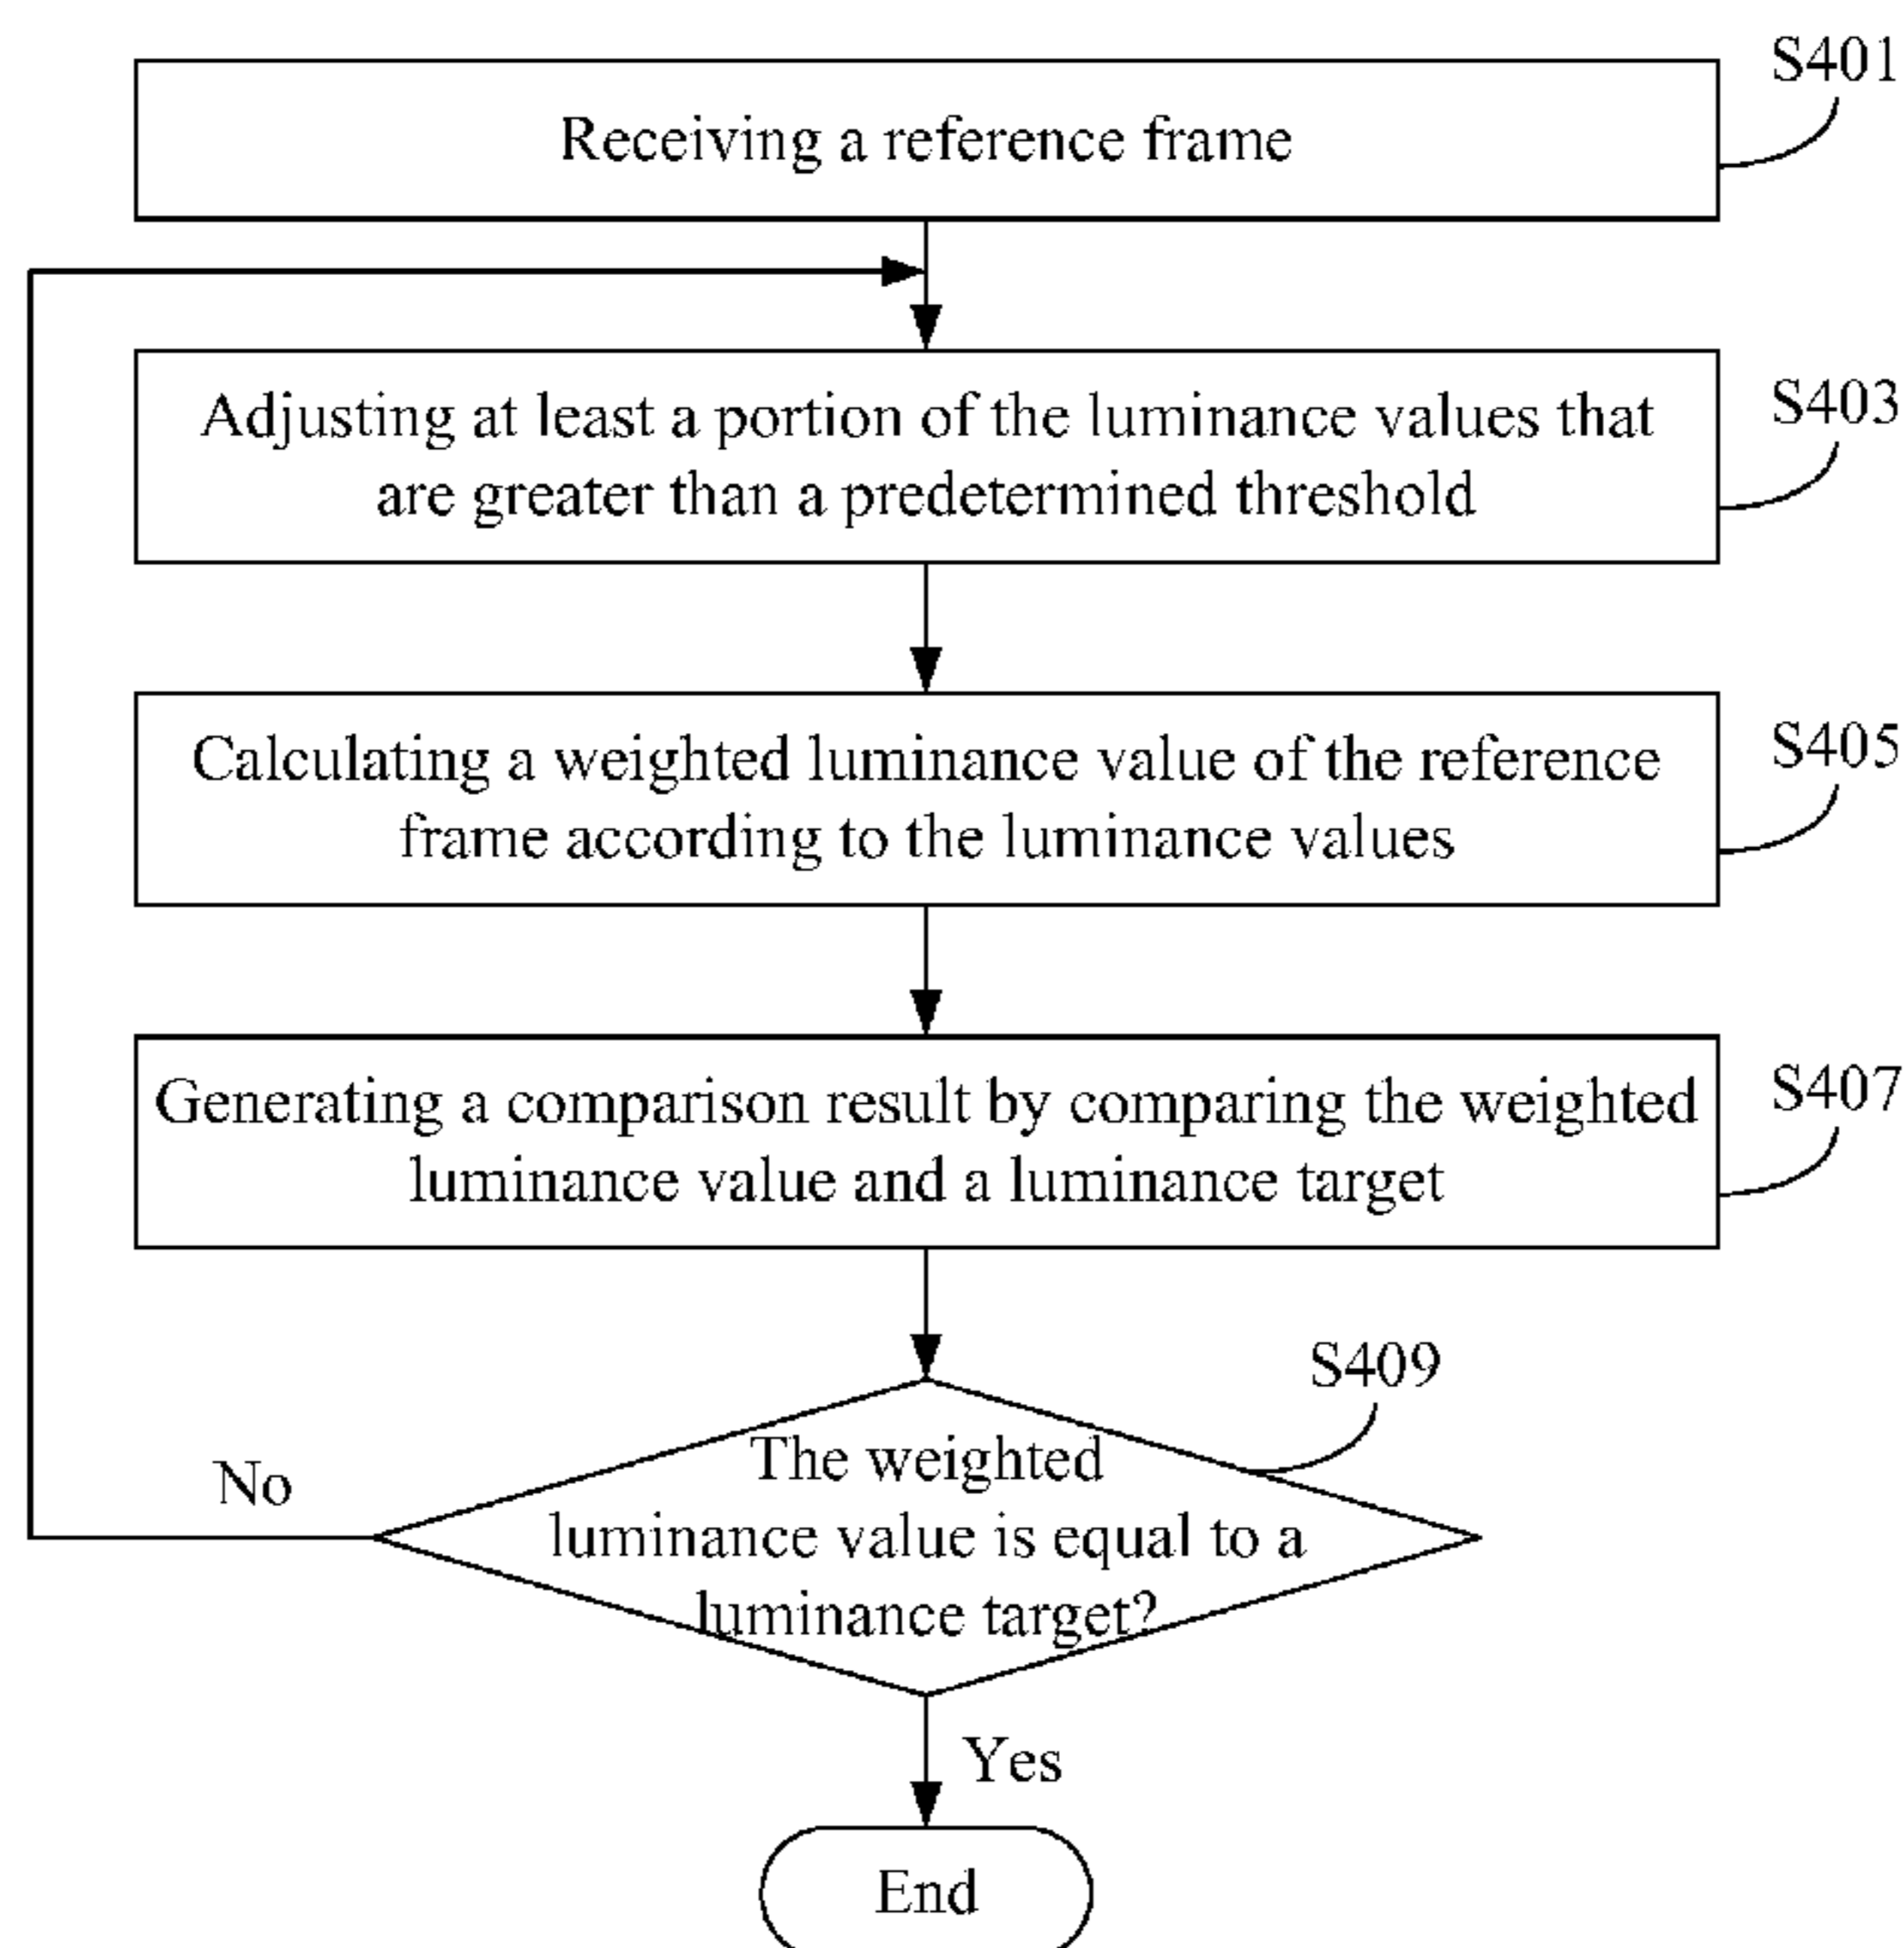 S401
Receiving a reference frame
S403
Adjusting at least a portion of the luminance values that
are greater than a predetermined threshold
S405
Calculating a weighted luminance value of the reference
frame according to the luminance values
S407
Generating a comparison result by comparing the weighted
luminance value and a luminance target
S409
The weighted
luminance value is equal to a
luminance target?
No
Yes
End